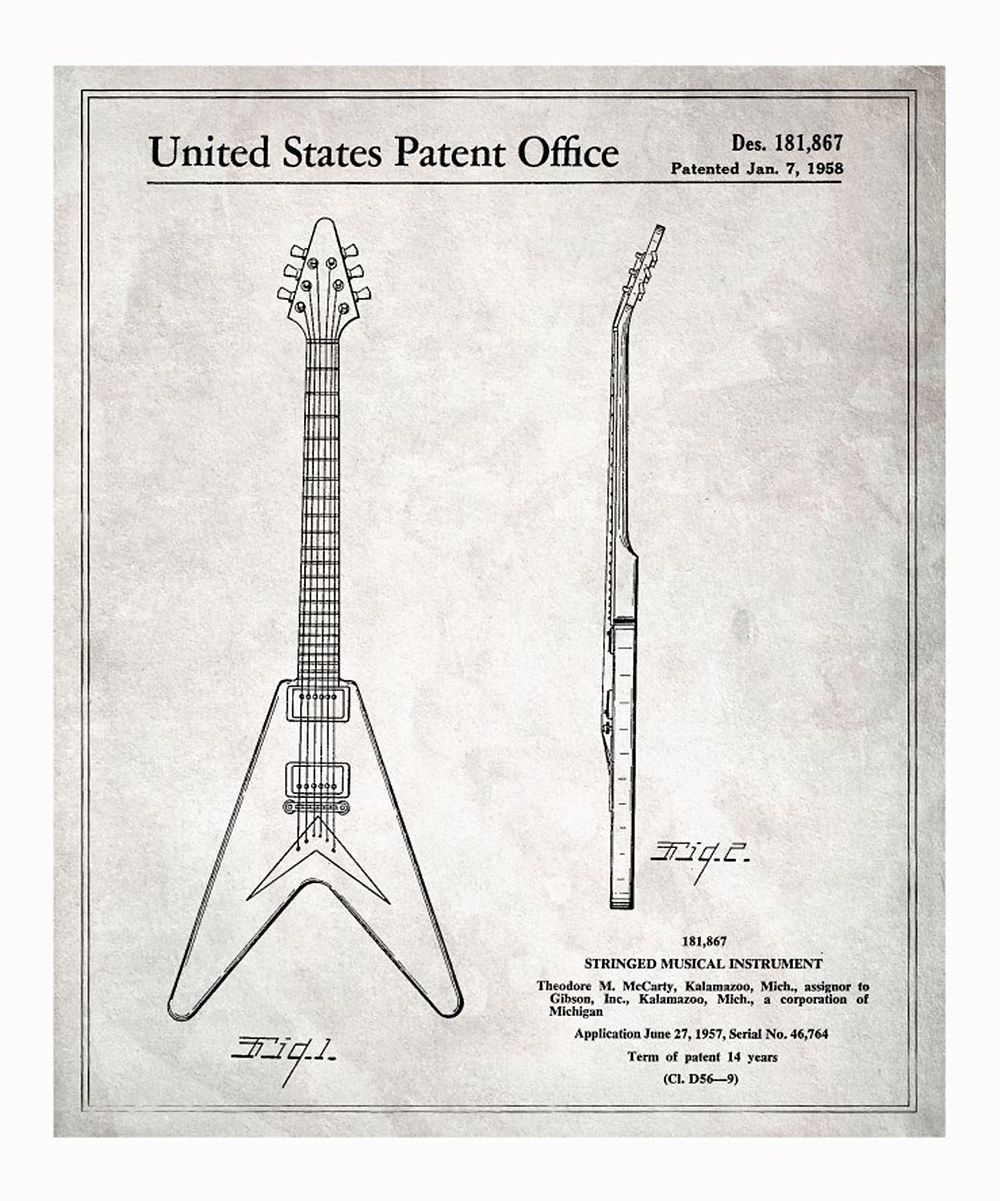 United States Patent Office
Des. 181,867
Patented Jan. 7, 1958
Fig. 2.
Fig. 1.
181,867
STRINGED MUSICAL INSTRUMENT
Theodore M. McCarty, Kalamazoo, Mich., assignor to
Gibson, Inc., Kalamazoo, Mich., a corporation of
Michigan
Application June 27, 1957, Serial No. 46,764
Term of patent 14 years
(Cl. D56—9)